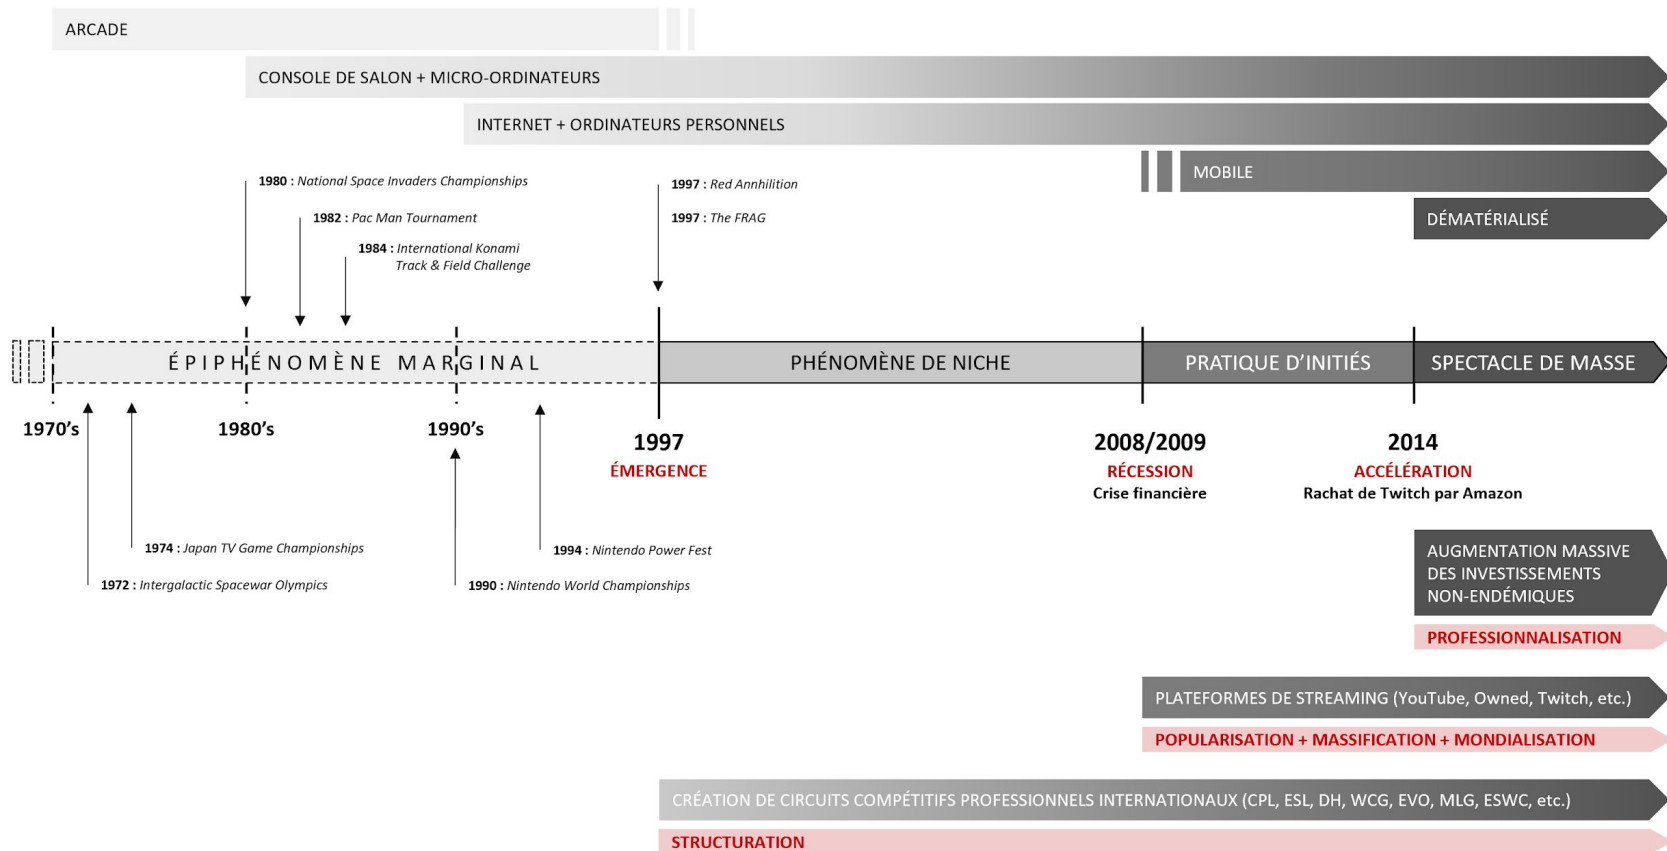 ARCADE
CONSOLE DE SALON + MICRO-ORDINATEURS
INTERNET + ORDINATEURS PERSONNELS
MOBILE
DÉMATÉRIALISÉ
1980 : National Space Invaders Championships
1982 : Pac Man Tournament
1984 : International Konami
Track & Field Challenge
1997 : Red Annhilition
1997 : The FRAG
ÉPIPHÉNOMÈNE MARGINAL
PHÉNOMÈNE DE NICHE
PRATIQUE D'INITIÉS
SPECTACLE DE MASSE
1970's
1980's
1990's
1997
ÉMERGENCE
2008/2009
RÉCESSION
Crise financière
2014
ACCÉLÉRATION
Rachat de Twitch par Amazon
1974 : Japan TV Game Championships
1972 : Intergalactic Spacewar Olympics
1994 : Nintendo Power Fest
1990 : Nintendo World Championships
AUGMENTATION MASSIVE
DES INVESTISSEMENTS
NON-ENDÉMIQUES
PROFESSIONNALISATION
PLATEFORMES DE STREAMING (YouTube, Owned, Twitch, etc.)
POPULARISATION + MASSIFICATION + MONDIALISATION
CRÉATION DE CIRCUITS COMPÉTITIFS PROFESSIONNELS INTERNATIONAUX (CPL, ESL, DH, WCG, EVO, MLG, ESWC, etc.)
STRUCTURATION